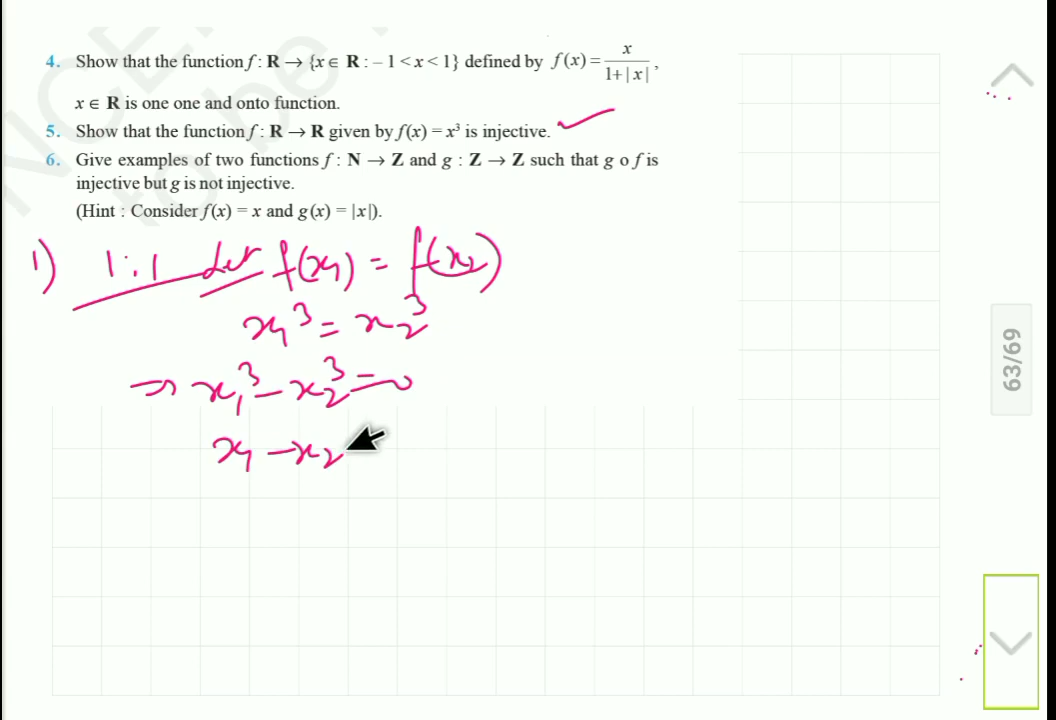 4. Show that the function f : R → {x ∈ R : – 1 < x < 1} defined by f(x) = x/(1+|x|),
x ∈ R is one one and onto function.
5. Show that the function f : R → R given by f(x) = x³ is injective.
6. Give examples of two functions f : N → Z and g : Z → Z such that g o f is
injective but g is not injective.
(Hint : Consider f(x) = x and g(x) = |x|).
1) 1:1 let f(x₁) = f(x₂)
x₁³ = x₂³
⇒ x₁³ – x₂³ = 0
x₁ – x₂
63/69